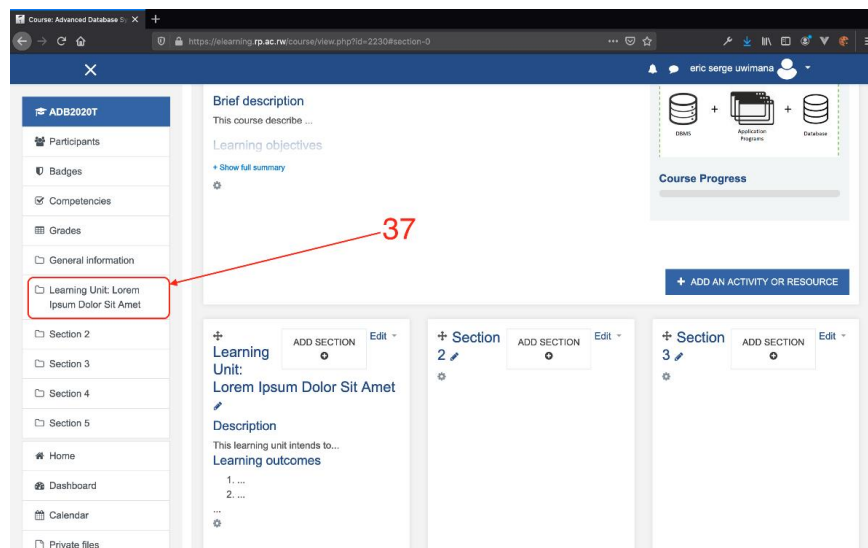 Course: Advanced Database Sy
https://elearning.rp.ac.rw/course/view.php?id=2230#section-0
eric serge uwimana
ADB2020T
Participants
Badges
Competencies
Grades
General information
Learning Unit: Lorem
Ipsum Dolor Sit Amet
Section 2
Section 3
Section 4
Section 5
Home
Dashboard
Calendar
Private files
Brief description
This course describe ...
Learning objectives
+ Show full summary
37
DBMS
+
Application
Programs
+
Database
Course Progress
+ ADD AN ACTIVITY OR RESOURCE
Learning
Unit:
Lorem Ipsum Dolor Sit Amet
ADD SECTION
Edit
Description
This learning unit intends to...
Learning outcomes
1. ...
2. ...
...
Section
2
ADD SECTION
Edit
Section
3
ADD SECTION
Edit